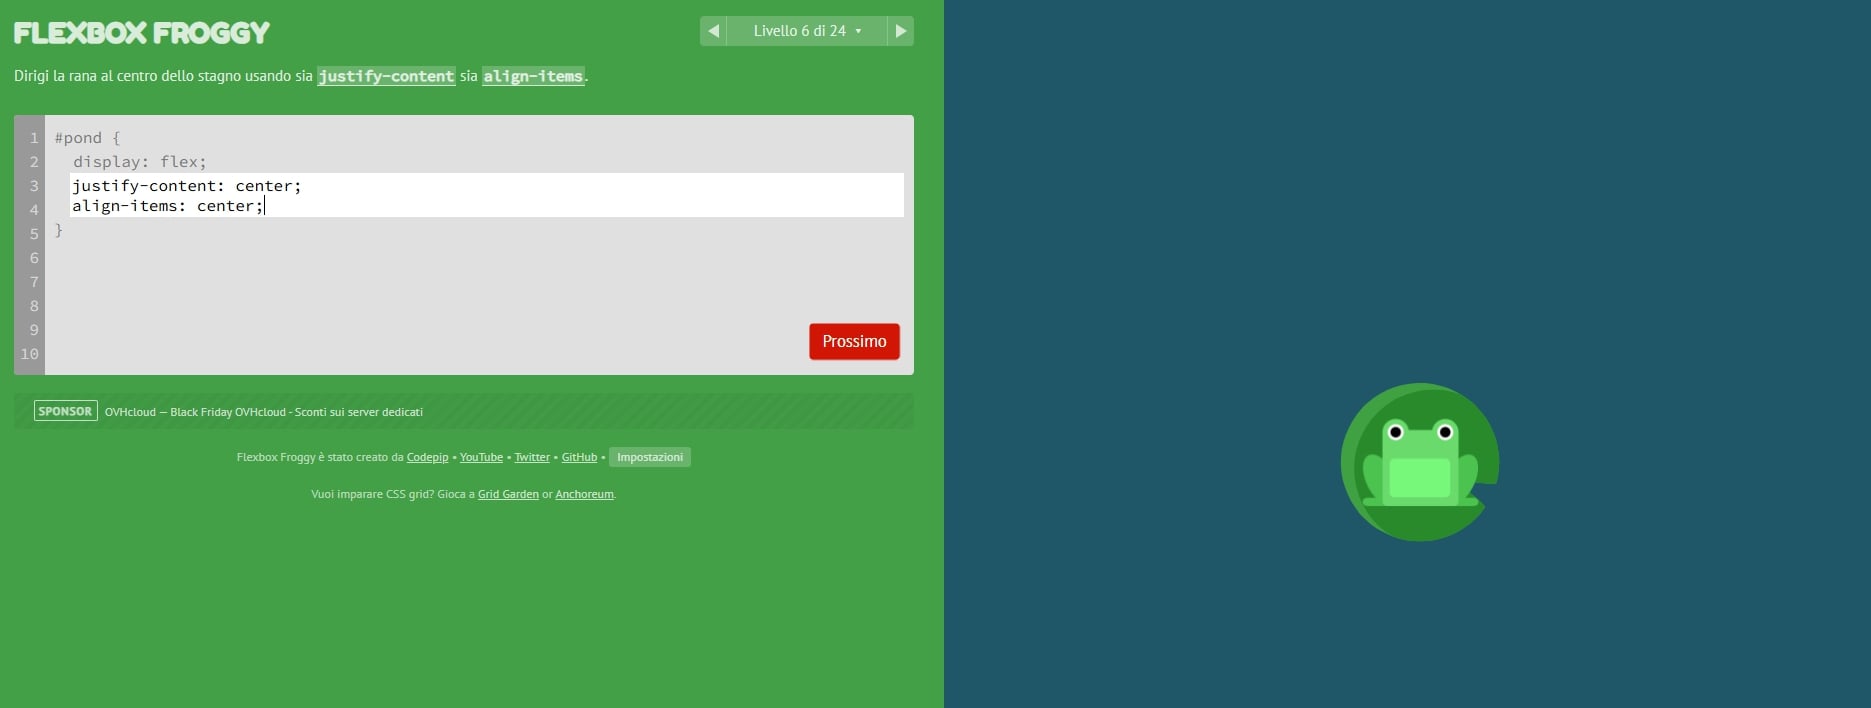 FLEXBOX FROGGY
◀ Livello 6 di 24 ▾ ▶
Dirigi la rana al centro dello stagno usando sia justify-content sia align-items.
1 #pond {
2 display: flex;
3 justify-content: center;
4 align-items: center;
5 }
6
7
8
9
10
Prossimo
SPONSOR OVHcloud — Black Friday OVHcloud - Sconti sui server dedicati
Flexbox Froggy è stato creato da Codepip • YouTube • Twitter • GitHub • Impostazioni
Vuoi imparare CSS grid? Gioca a Grid Garden or Anchoreum.